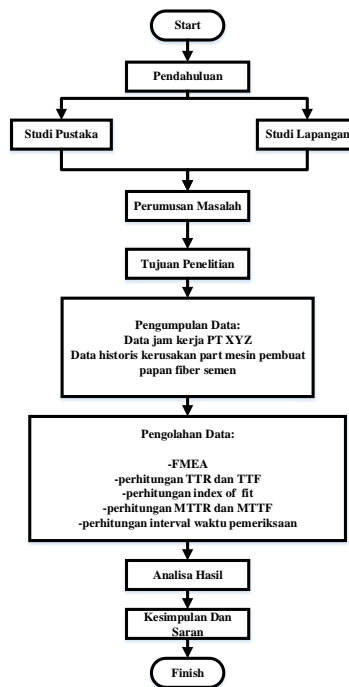 Start
Pendahuluan
Studi Pustaka
Studi Lapangan
Perumusan Masalah
Tujuan Penelitian
Pengumpulan Data:
Data jam kerja PT XYZ
Data historis kerusakan part mesin pembuat
papan fiber semen
Pengolahan Data:
-FMEA
-perhitungan TTR dan TTF
-perhitungan index of fit
-perhitungan MTTR dan MTTF
-perhitungan interval waktu pemeriksaan
Analisa Hasil
Kesimpulan Dan
Saran
Finish